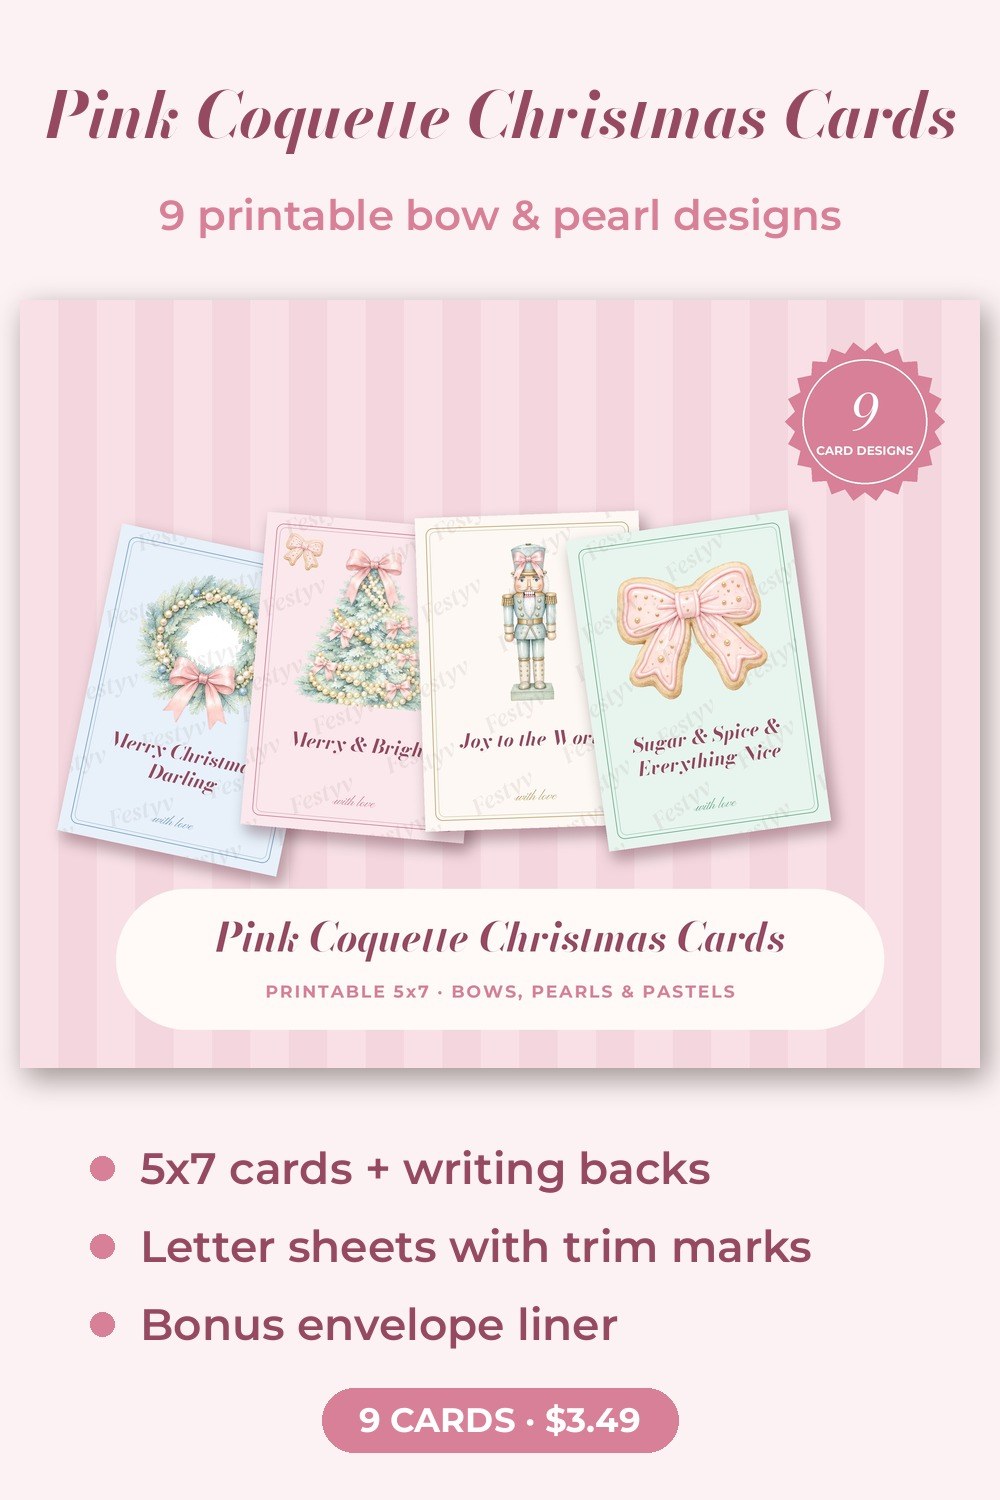 Pink Coquette Christmas Cards
9 printable bow & pearl designs
9
CARD DESIGNS
Merry Christma
Darling
with love
Merry & Brigh
with love
Joy to the Wor
with love
Sugar & Spice &
Everything Nice
with love
Festyv
Pink Coquette Christmas Cards
PRINTABLE 5x7 · BOWS, PEARLS & PASTELS
5x7 cards + writing backs
Letter sheets with trim marks
Bonus envelope liner
9 CARDS · $3.49